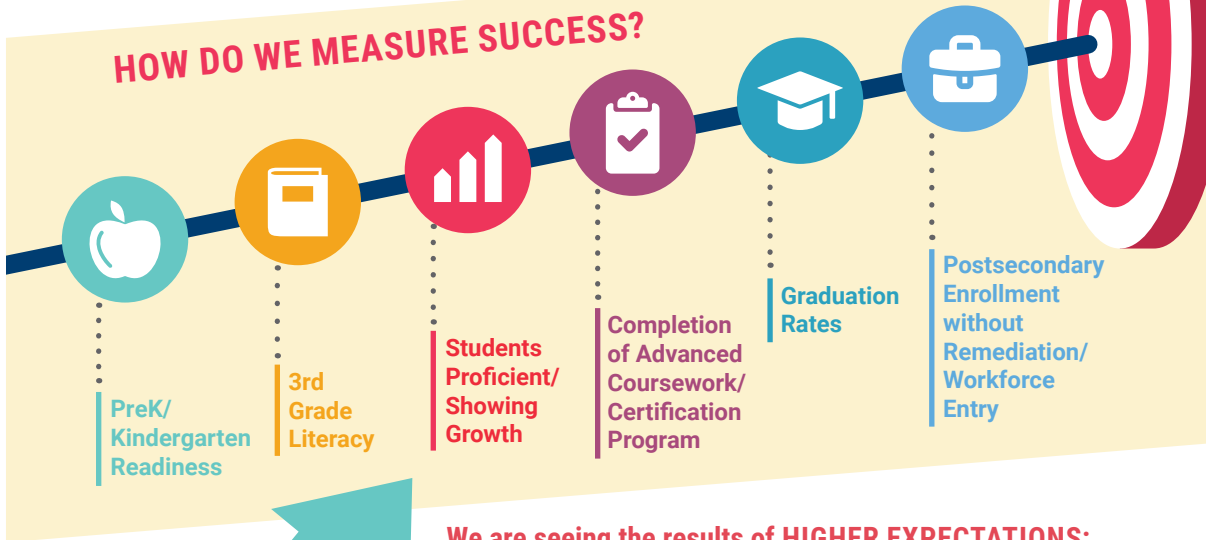 HOW DO WE MEASURE SUCCESS?
PreK/
Kindergarten
Readiness
3rd
Grade
Literacy
Students
Proficient/
Showing
Growth
Completion
of Advanced
Coursework/
Certification
Program
Graduation
Rates
Postsecondary
Enrollment
without
Remediation/
Workforce
Entry
We are seeing the results of HIGHER EXPECTATIONS: